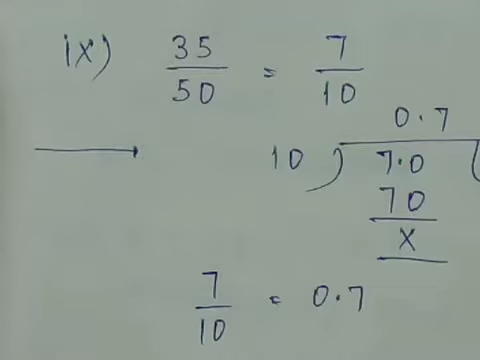 ix) 35/50 = 7/10
0.7
10 ) 7.0 (
70
x
7/10 = 0.7